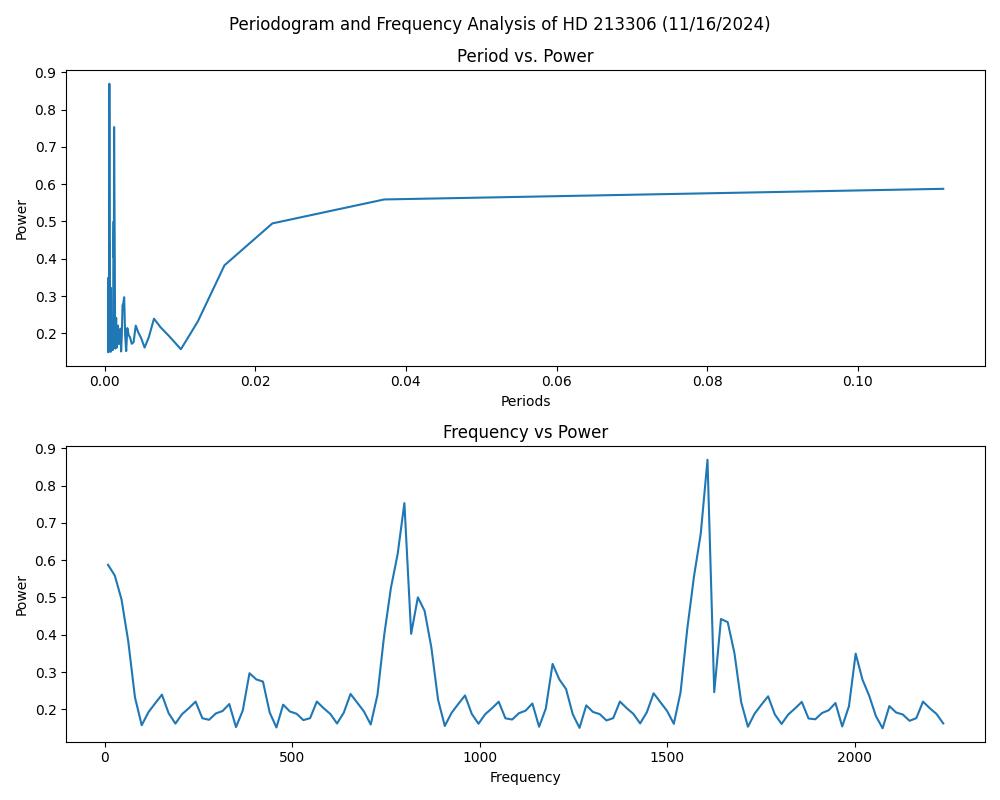 Periodogram and Frequency Analysis of HD 213306 (11/16/2024)
Period vs. Power
0.9
0.8
0.7
0.6
0.5
0.4
0.3
0.2
Power
0.00 0.02 0.04 0.06 0.08 0.10
Periods
Frequency vs Power
0.9
0.8
0.7
0.6
0.5
0.4
0.3
0.2
Power
0 500 1000 1500 2000
Frequency